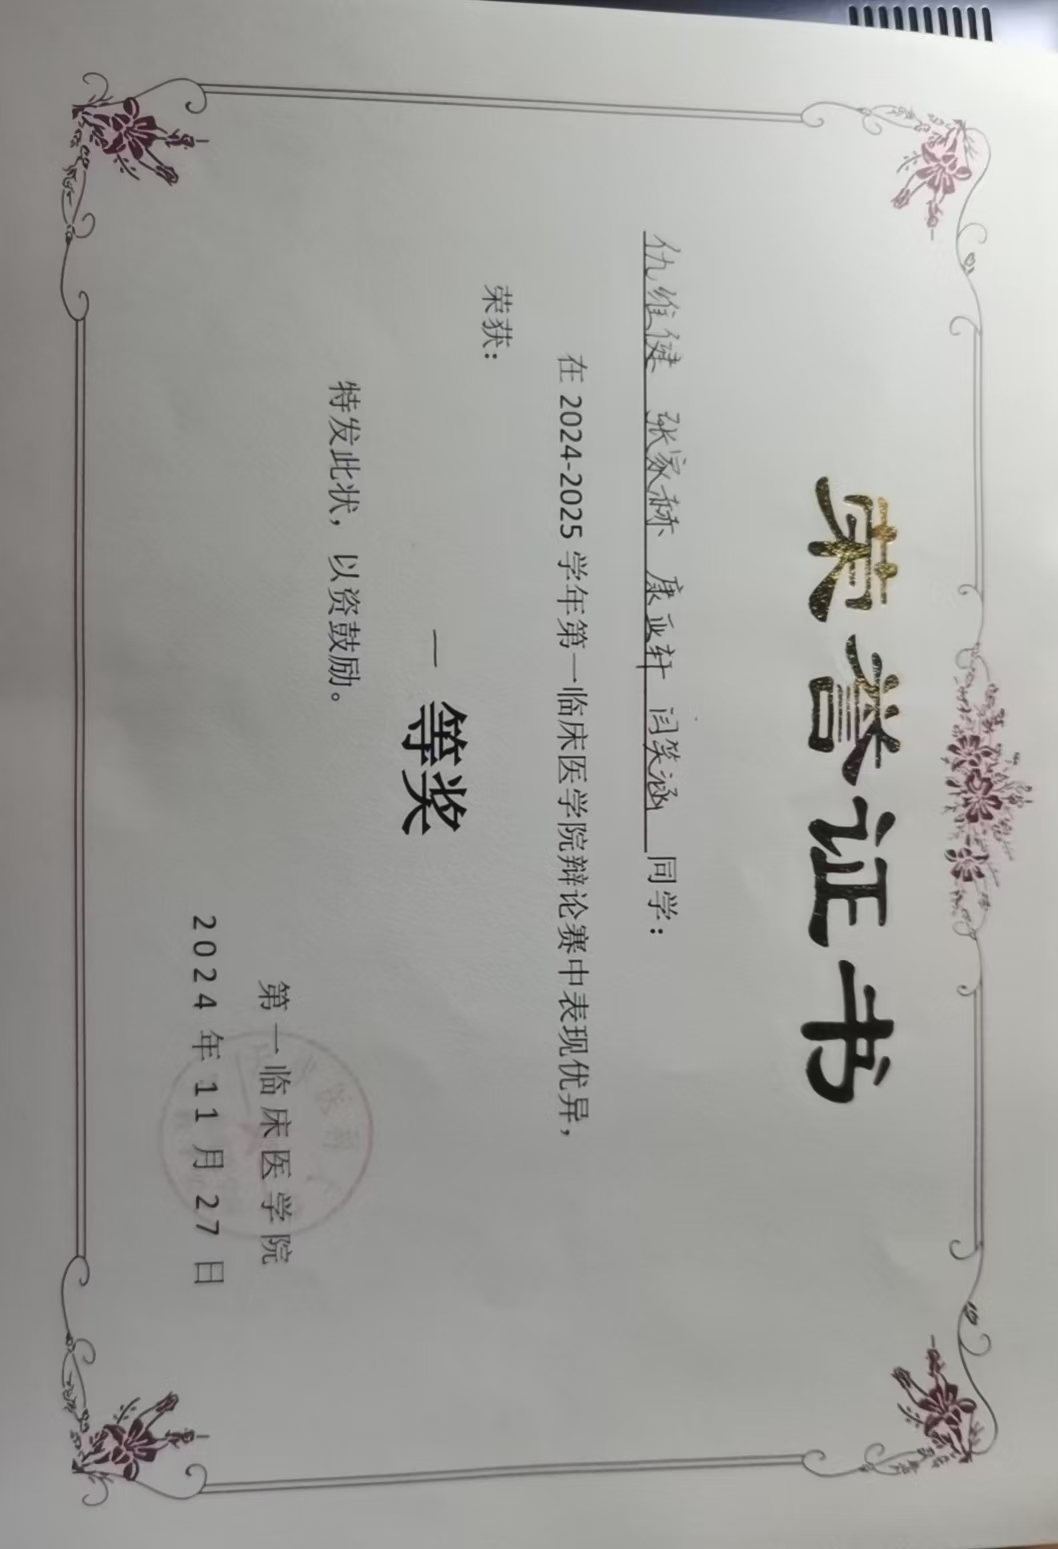 荣誉证书
仇维健 张家赫 康亚轩 闫笑涵 同学：
在 2024-2025 学年第一临床医学院辩论赛中表现优异，
荣获：
一 等奖
特发此状，以资鼓励。
第一临床医学院
2024 年 11 月 27 日